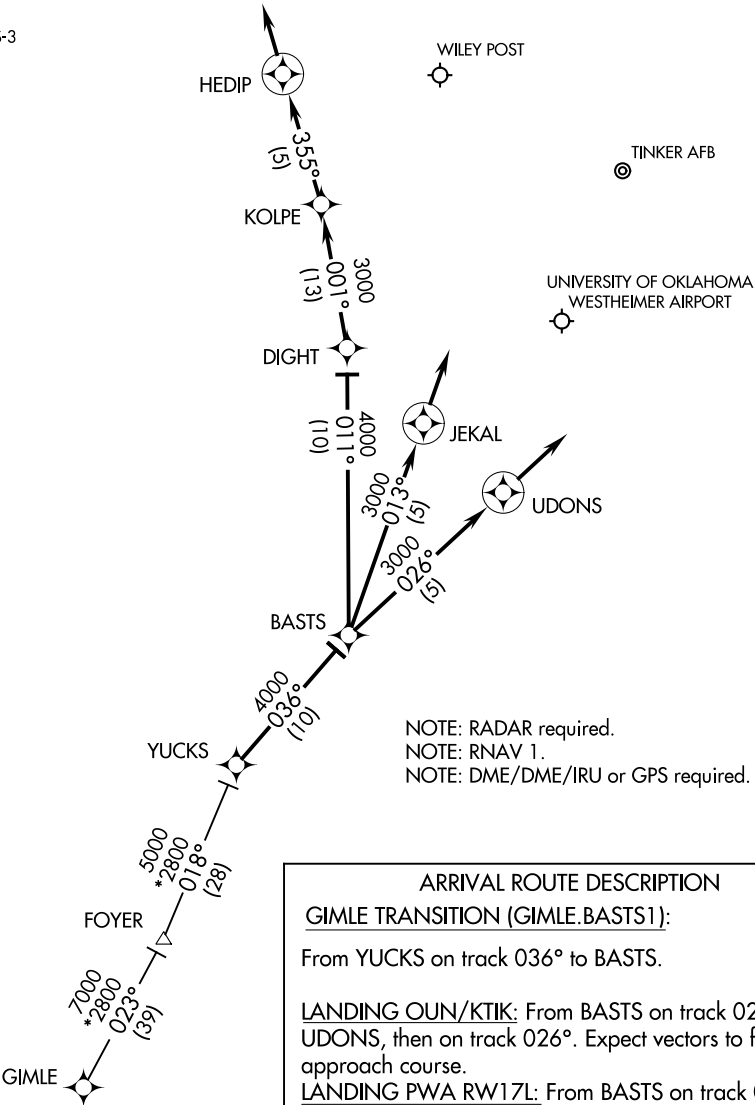 WILEY POST
HEDIP
TINKER AFB
355°
(5)
KOLPE
UNIVERSITY OF OKLAHOMA
WESTHEIMER AIRPORT
3000
001°
(13)
DIGHT
JEKAL
4000
011°
(10)
3000
013°
(5)
UDONS
3000
026°
(5)
BASTS
4000
036°
(10)
YUCKS
NOTE: RADAR required.
NOTE: RNAV 1.
NOTE: DME/DME/IRU or GPS required.
5000
*2800
018°
(28)
FOYER
7000
*2800
023°
(39)
GIMLE
ARRIVAL ROUTE DESCRIPTION
GIMLE TRANSITION (GIMLE.BASTS1):
From YUCKS on track 036° to BASTS.
LANDING OUN/KTIK: From BASTS on track
UDONS, then on track 026°. Expect vectors to
approach course.
LANDING PWA RW17L: From BASTS on track